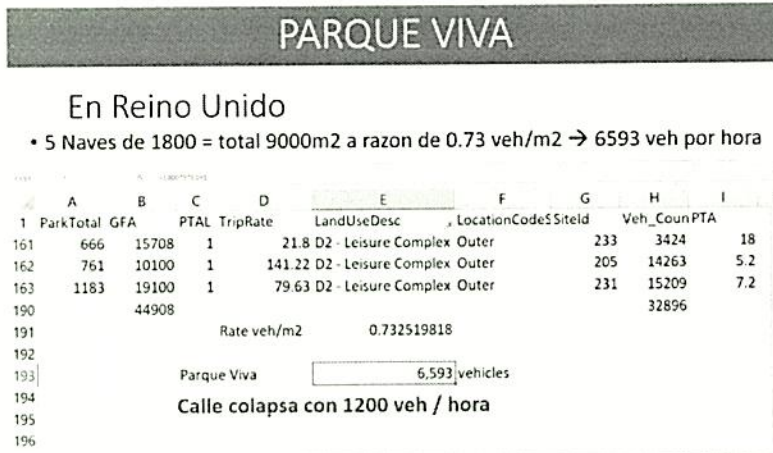 PARQUE VIVA
En Reino Unido
• 5 Naves de 1800 = total 9000m2 a razon de 0.73 veh/m2 → 6593 veh por hora
A B C D E F G H I
1 ParkTotal GFA PTAL TripRate LandUseDesc , LocationCodeS SiteId Veh_Coun PTA
161 666 15708 1 21.8 D2 - Leisure Complex Outer 233 3424 18
162 761 10100 1 141.22 D2 - Leisure Complex Outer 205 14263 5.2
163 1183 19100 1 79.63 D2 - Leisure Complex Outer 231 15209 7.2
190 44908 32896
191 Rate veh/m2 0.732519818
192
193 Parque Viva 6,593 vehicles
194
Calle colapsa con 1200 veh / hora
195
196